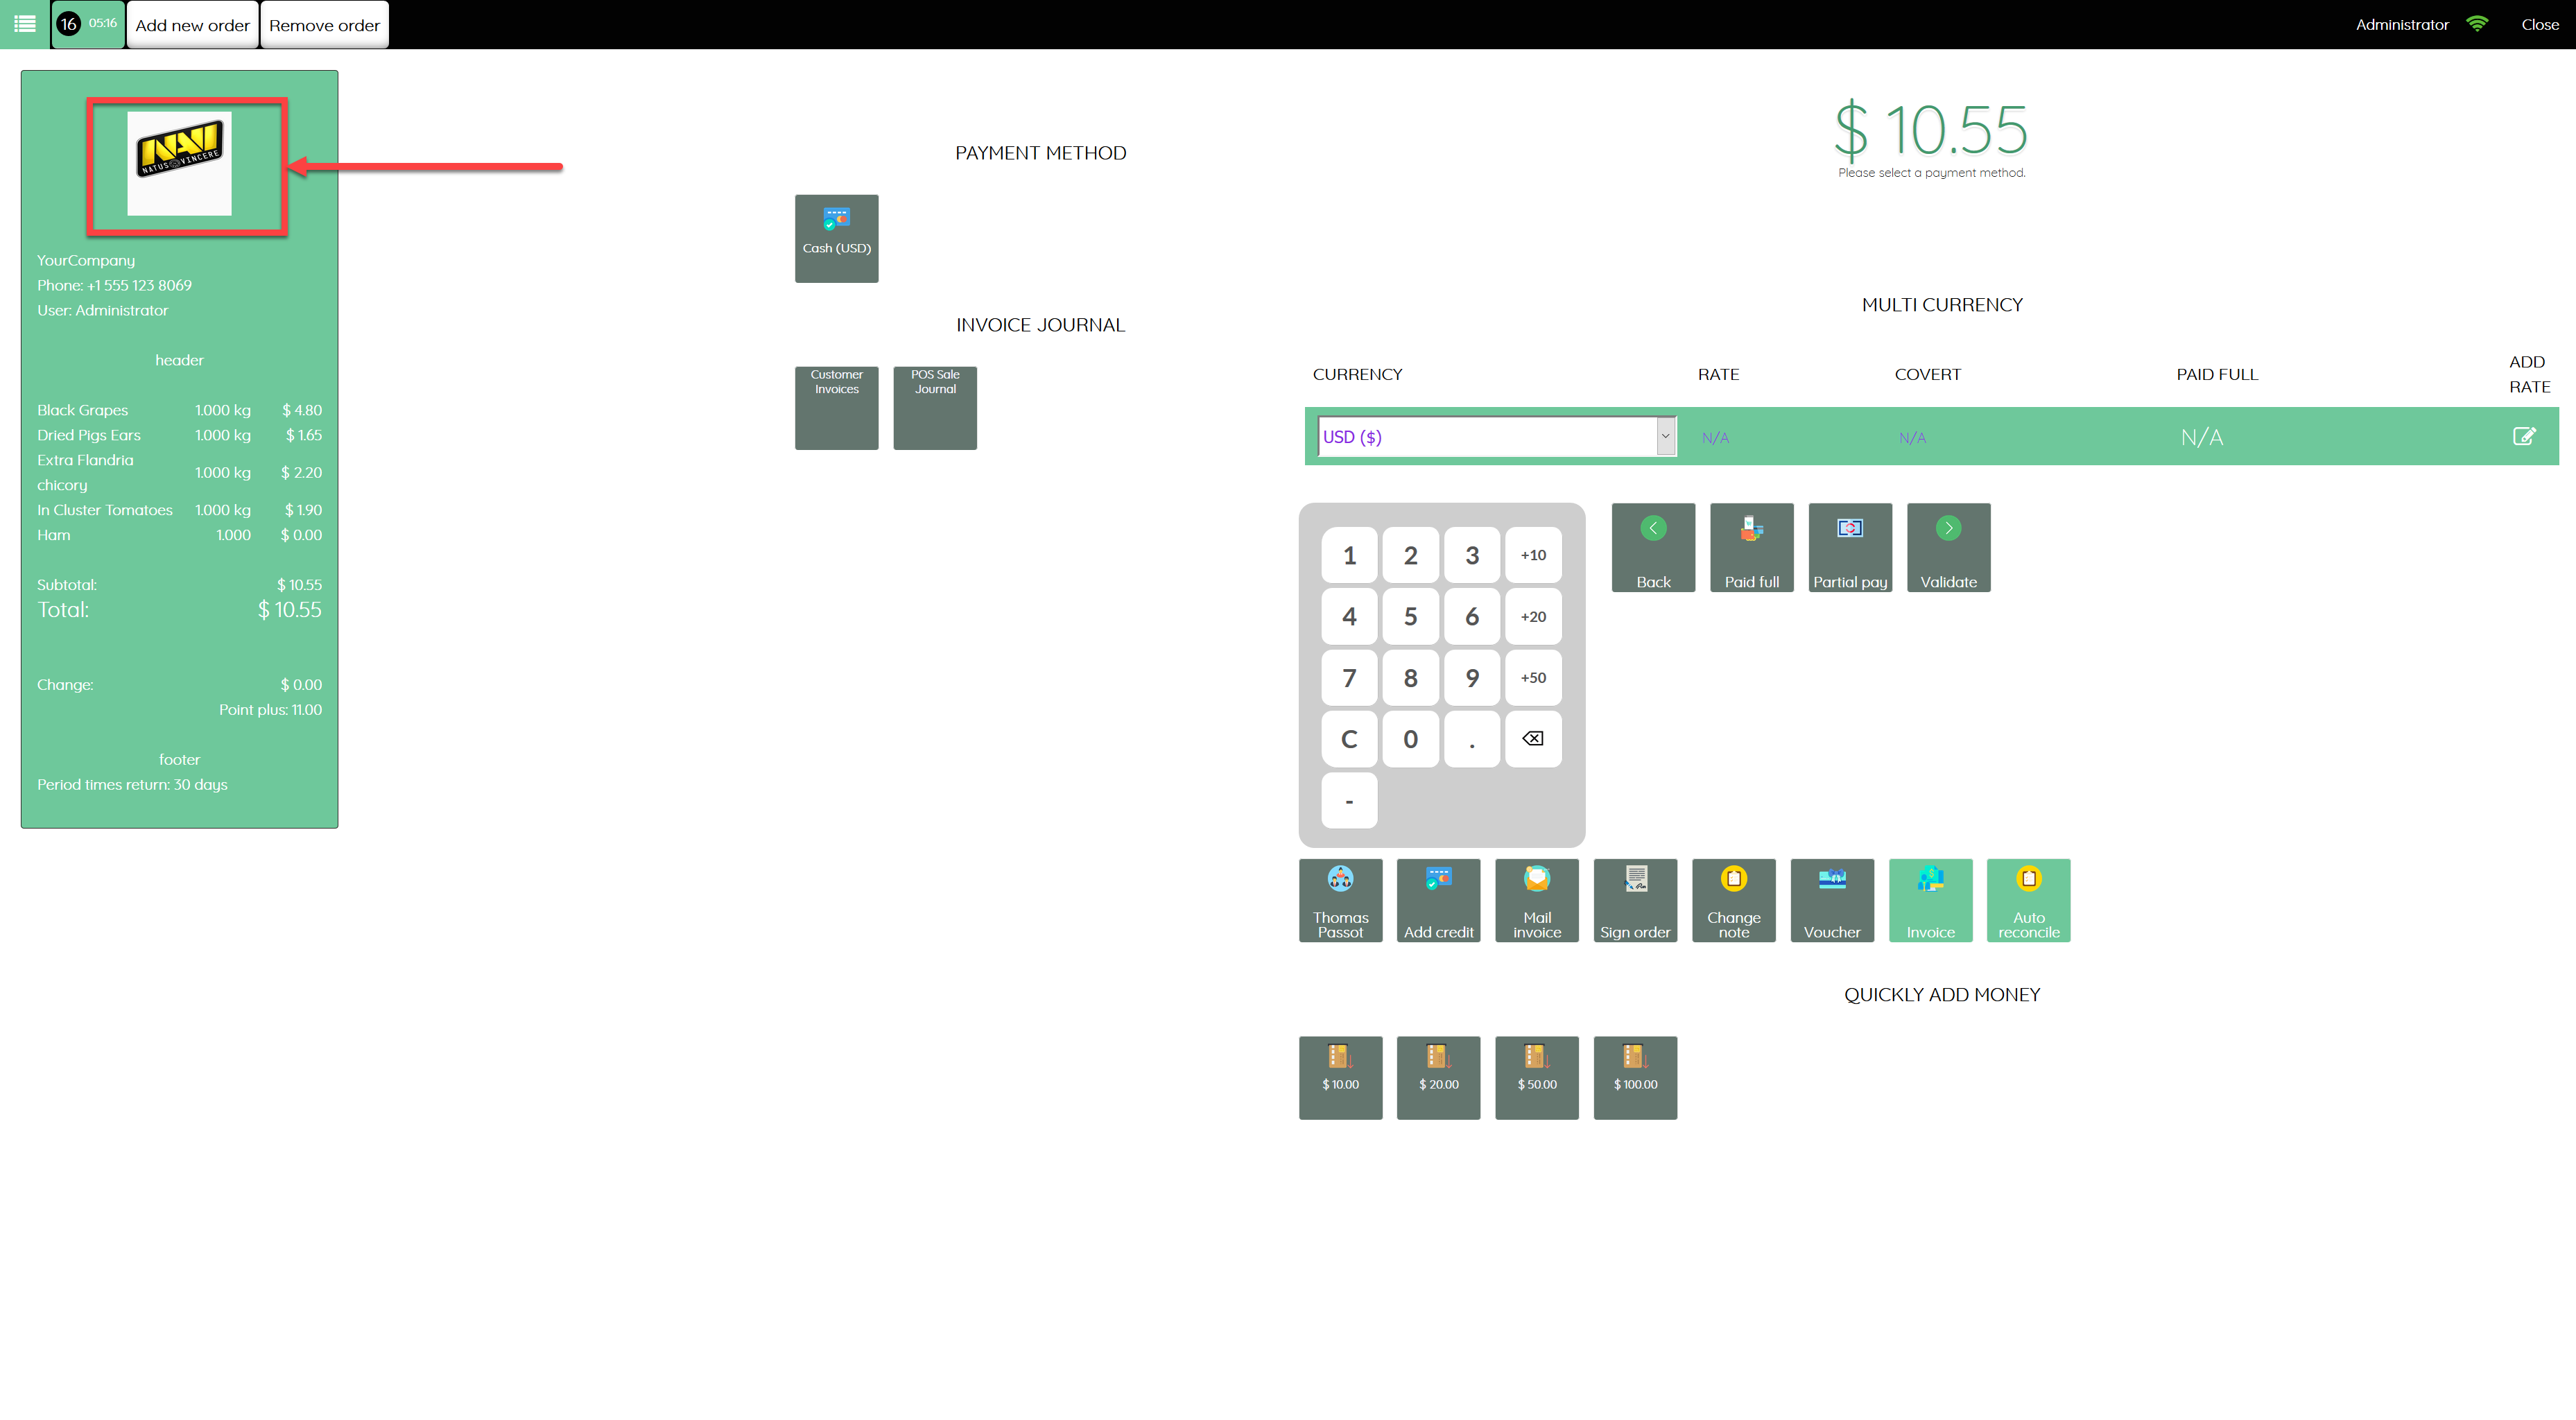 16 05:16 Add new order Remove order Administrator Close
NAVI
NATUS VINCERE
YourCompany
Phone: +1 555 123 8069
User: Administrator
header
Black Grapes 1.000 kg $ 4.80
Dried Pigs Ears 1.000 kg $ 1.65
Extra Flandria
chicory 1.000 kg $ 2.20
In Cluster Tomatoes 1.000 kg $ 1.90
Ham 1.000 $ 0.00
Subtotal: $ 10.55
Total: $ 10.55
Change: $ 0.00
Point plus: 11.00
footer
Period times return: 30 days
PAYMENT METHOD
Cash (USD)
INVOICE JOURNAL
Customer
Invoices
POS Sale
Journal
$ 10.55
Please select a payment method.
MULTI CURRENCY
CURRENCY RATE COVERT PAID FULL ADD
RATE
USD ($) N/A N/A N/A
1 2 3 +10
4 5 6 +20
7 8 9 +50
C 0 .
-
Back Paid full Partial pay Validate
Thomas
Passot
Add credit
Mail
invoice
Sign order
Change
note
Voucher
Invoice
Auto
reconcile
QUICKLY ADD MONEY
$ 10.00 $ 20.00 $ 50.00 $ 100.00